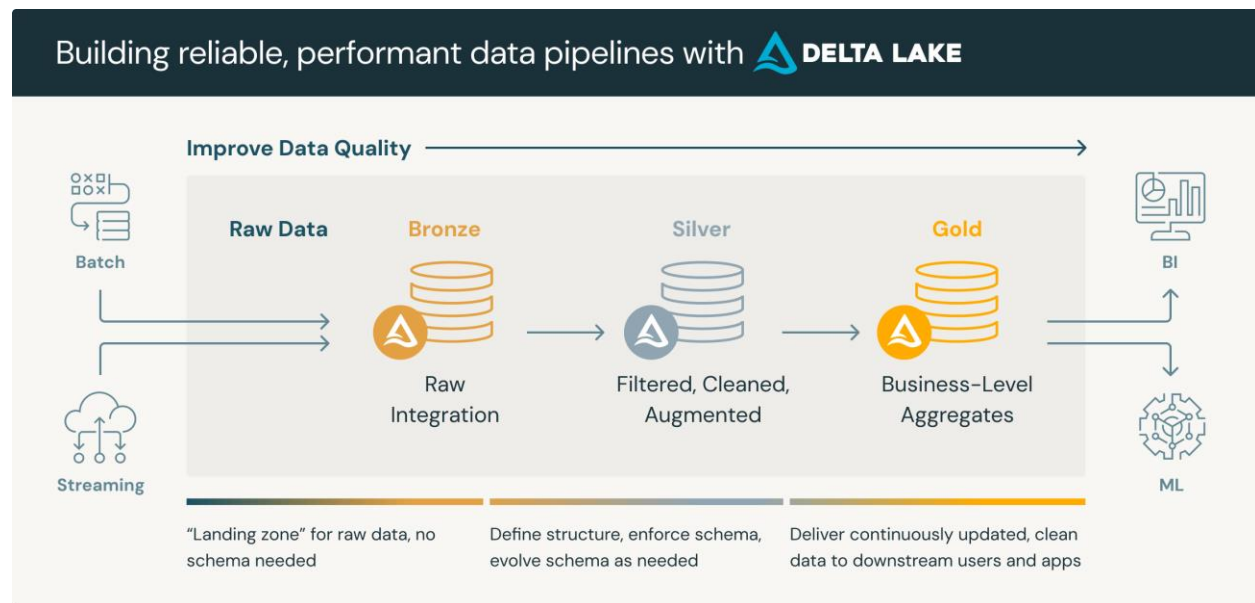 Building reliable, performant data pipelines with DELTA LAKE
Improve Data Quality
Batch
Streaming
Raw Data
Bronze
Silver
Gold
Raw
Integration
Filtered, Cleaned,
Augmented
Business-Level
Aggregates
BI
ML
"Landing zone" for raw data, no
schema needed
Define structure, enforce schema,
evolve schema as needed
Deliver continuously updated, clean
data to downstream users and apps